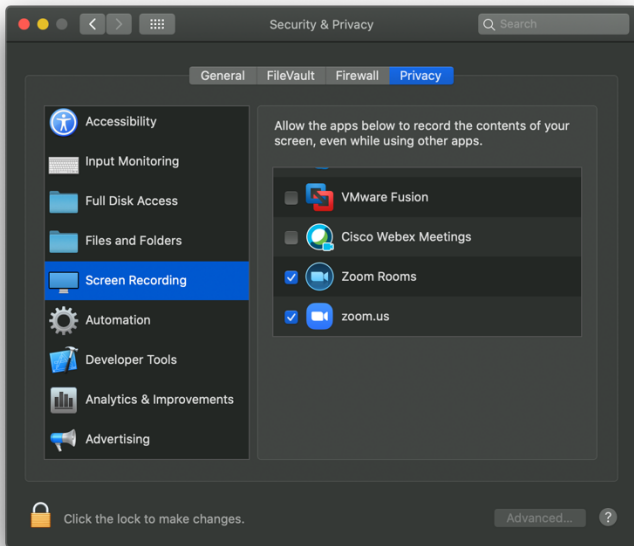 Security & Privacy
Search
General
FileVault
Firewall
Privacy
Accessibility
Input Monitoring
Full Disk Access
Files and Folders
Screen Recording
Automation
Developer Tools
Analytics & Improvements
Advertising
Allow the apps below to record the contents of your
screen, even while using other apps.
VMware Fusion
Cisco Webex Meetings
Zoom Rooms
zoom.us
Click the lock to make changes.
Advanced...
?